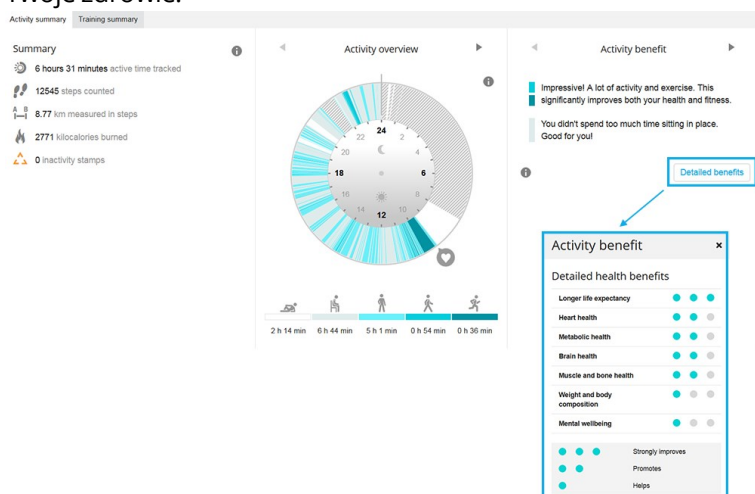 Twoje zdrowie.
Activity summary Training summary
Summary
6 hours 31 minutes active time tracked
12545 steps counted
A B
8.77 km measured in steps
2771 kilocalories burned
0 inactivity stamps
Activity overview
24
22 2
20 4
18 6
16 8
14 10
12
2 h 14 min 6 h 44 min 5 h 1 min 0 h 54 min 0 h 36 min
Activity benefit
Impressive! A lot of activity and exercise. This
significantly improves both your health and fitness.
You didn't spend too much time sitting in place.
Good for you!
Detailed benefits
Activity benefit ×
Detailed health benefits
Longer life expectancy
Heart health
Metabolic health
Brain health
Muscle and bone health
Weight and body
composition
Mental wellbeing
Strongly improves
Promotes
Helps